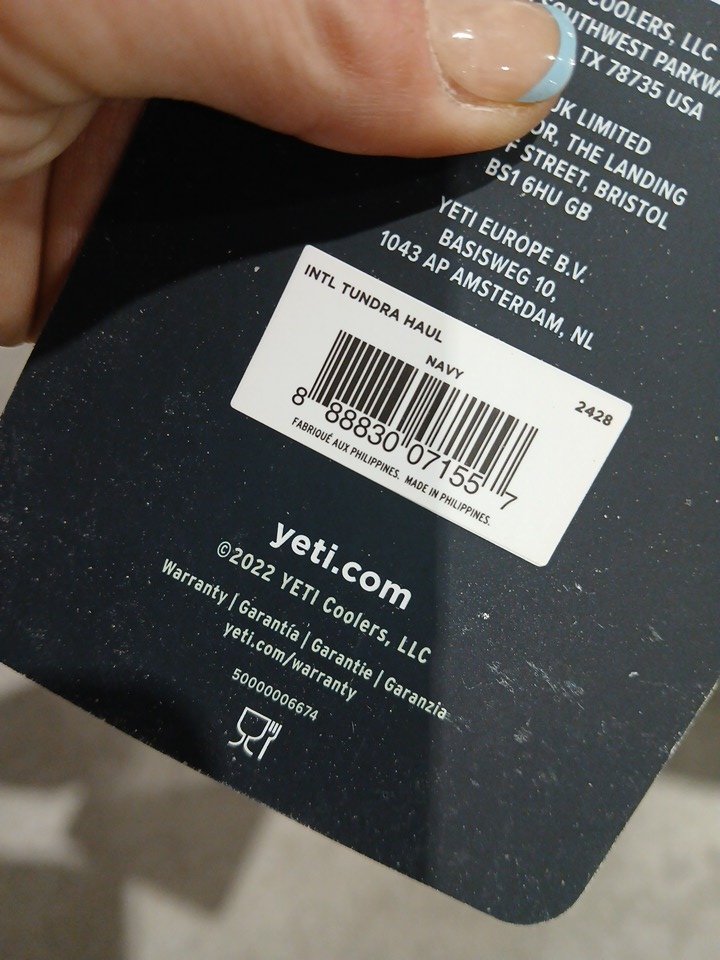 COOLERS, LLC
SOUTHWEST PARKWA
TX 78735 USA
UK LIMITED
OR, THE LANDING
STREET, BRISTOL
BS1 6HU GB
YETI EUROPE B.V.
BASISWEG 10,
1043 AP AMSTERDAM, NL
INTL TUNDRA HAUL
NAVY
2428
8 88830 07155 7
FABRIQUÉ AUX PHILIPPINES. MADE IN PHILIPPINES.
yeti.com
©2022 YETI Coolers, LLC
Warranty | Garantía | Garantie | Garanzia
yeti.com/warranty
50000006674